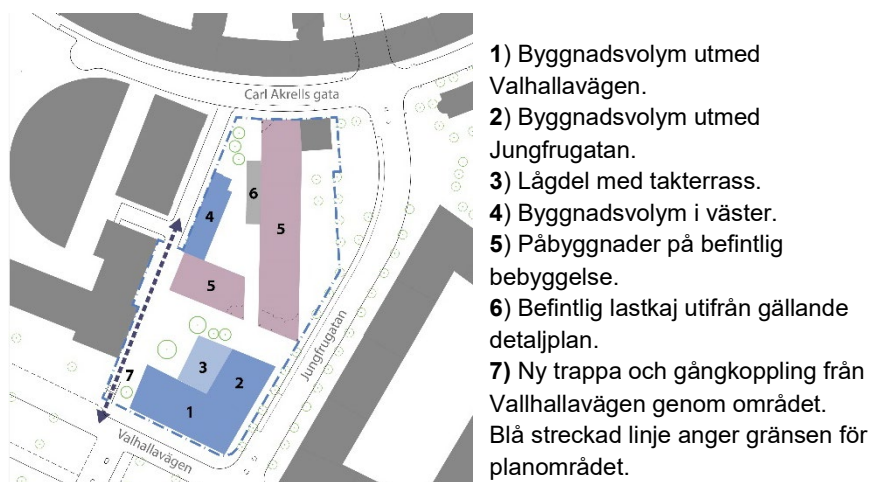 Carl Akrells gata
4
6
5
5
3
2
7
1
Jungfrugatan
Valhallavägen
1) Byggnadsvolym utmed
Valhallavägen.
2) Byggnadsvolym utmed
Jungfrugatan.
3) Lågdel med takterrass.
4) Byggnadsvolym i väster.
5) Påbyggnader på befintlig
bebyggelse.
6) Befintlig lastkaj utifrån gällande
detaljplan.
7) Ny trappa och gångkoppling från
Vallhallavägen genom området.
Blå streckad linje anger gränsen för
planområdet.